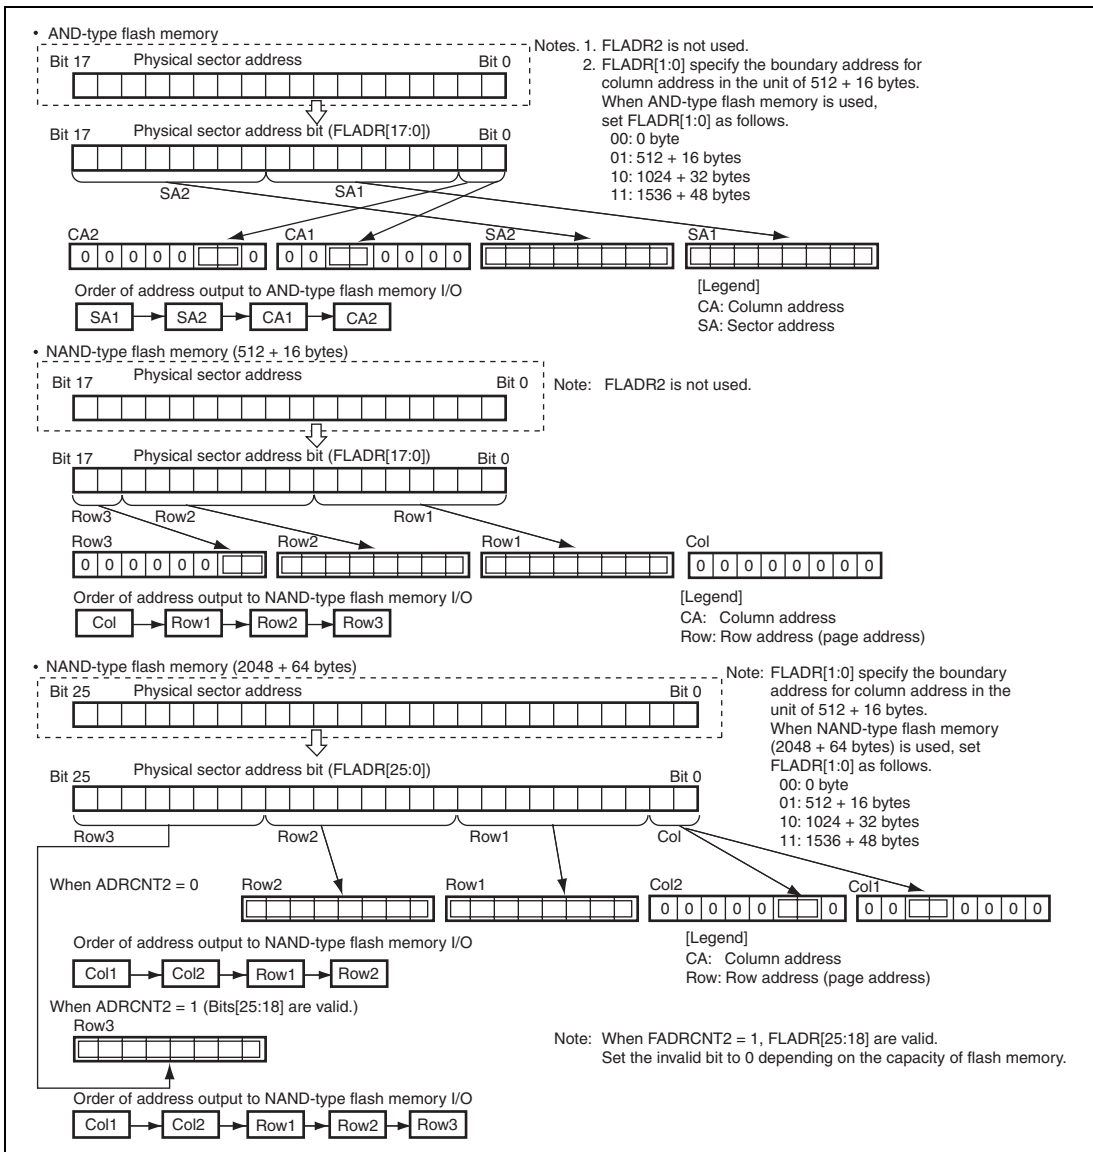 • AND-type flash memory
Bit 17 Physical sector address Bit 0
Notes. 1. FLADR2 is not used.
2. FLADR[1:0] specify the boundary address for
column address in the unit of 512 + 16 bytes.
When AND-type flash memory is used,
set FLADR[1:0] as follows.
00: 0 byte
01: 512 + 16 bytes
10: 1024 + 32 bytes
11: 1536 + 48 bytes
Bit 17 Physical sector address bit (FLADR[17:0]) Bit 0
SA2 SA1
CA2 CA1 SA2 SA1
0 0 0 0 0 0 0 0 0 0 0 0
Order of address output to AND-type flash memory I/O
SA1 SA2 CA1 CA2
[Legend]
CA: Column address
SA: Sector address
• NAND-type flash memory (512 + 16 bytes)
Bit 17 Physical sector address Bit 0
Note: FLADR2 is not used.
Bit 17 Physical sector address bit (FLADR[17:0]) Bit 0
Row3 Row2 Row1
Row3 Row2 Row1 Col
0 0 0 0 0 0 0 0 0 0 0 0 0 0
Order of address output to NAND-type flash memory I/O
Col Row1 Row2 Row3
[Legend]
CA: Column address
Row: Row address (page address)
• NAND-type flash memory (2048 + 64 bytes)
Bit 25 Physical sector address Bit 0
Note: FLADR[1:0] specify the boundary
address for column address in the
unit of 512 + 16 bytes.
When NAND-type flash memory
(2048 + 64 bytes) is used, set
FLADR[1:0] as follows.
00: 0 byte
01: 512 + 16 bytes
10: 1024 + 32 bytes
11: 1536 + 48 bytes
Bit 25 Physical sector address bit (FLADR[25:0]) Bit 0
Row3 Row2 Row1 Col
When ADRCNT2 = 0
Row2 Row1 Col2 Col1
0 0 0 0 0 0 0 0 0 0 0 0
Order of address output to NAND-type flash memory I/O
Col1 Col2 Row1 Row2
[Legend]
CA: Column address
Row: Row address (page address)
When ADRCNT2 = 1 (Bits[25:18] are valid.)
Row3
Note: When FADRCNT2 = 1, FLADR[25:18] are valid.
Set the invalid bit to 0 depending on the capacity of flash memory.
Order of address output to NAND-type flash memory I/O
Col1 Col2 Row1 Row2 Row3